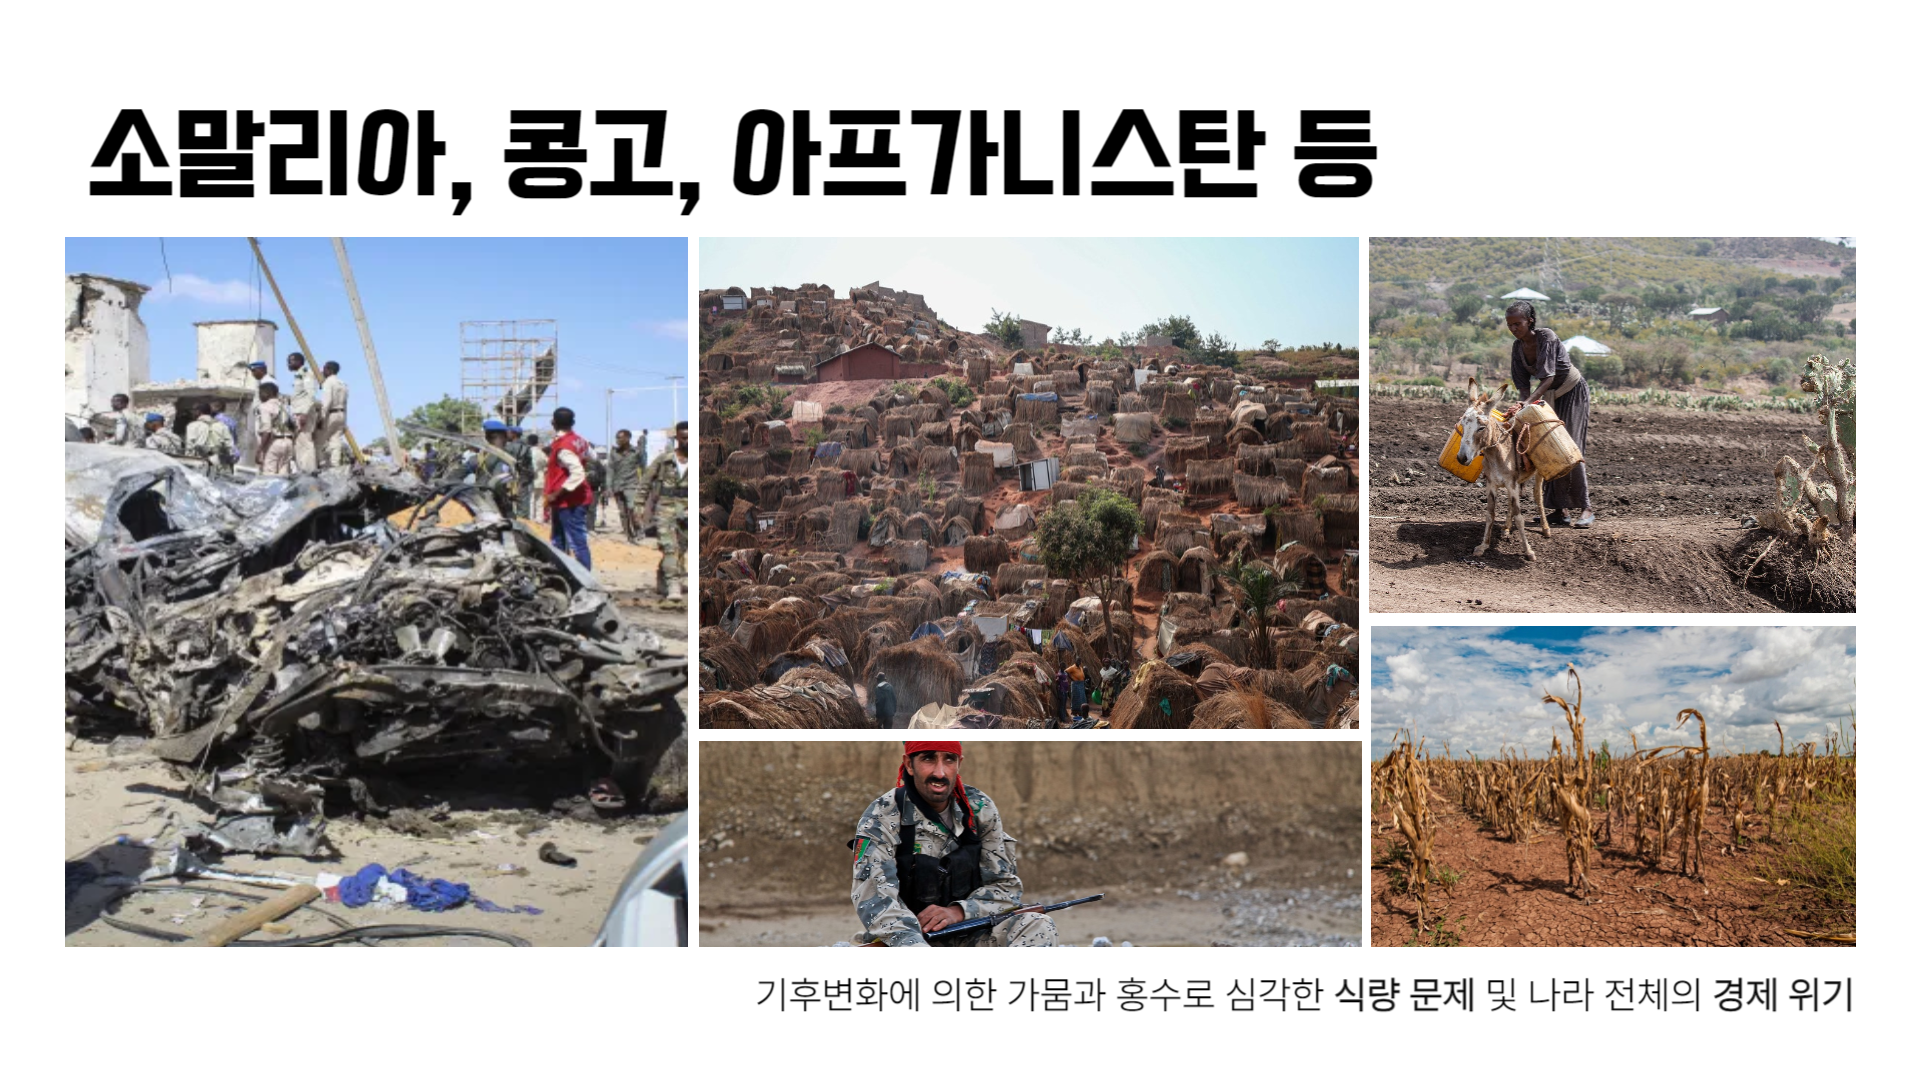 소말리아, 콩고, 아프가니스탄 등
기후변화에 의한 가뭄과 홍수로 심각한 식량 문제 및 나라 전체의 경제 위기